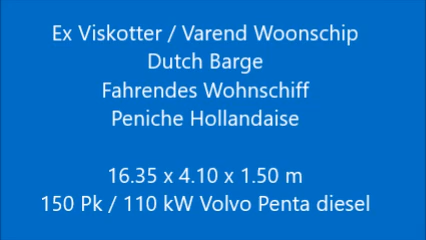 Ex Viskotter / Varend Woonschip
Dutch Barge
Fahrendes Wohnschiff
Peniche Hollandaise
16.35 x 4.10 x 1.50 m
150 Pk / 110 kW Volvo Penta diesel